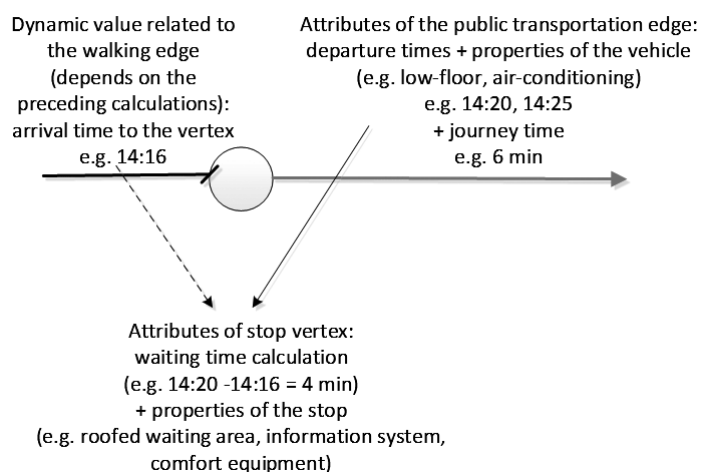 Dynamic value related to
the walking edge
(depends on the
preceding calculations):
arrival time to the vertex
e.g. 14:16
Attributes of the public transportation edge:
departure times + properties of the vehicle
(e.g. low-floor, air-conditioning)
e.g. 14:20, 14:25
+ journey time
e.g. 6 min
Attributes of stop vertex:
waiting time calculation
(e.g. 14:20 -14:16 = 4 min)
+ properties of the stop
(e.g. roofed waiting area, information system,
comfort equipment)